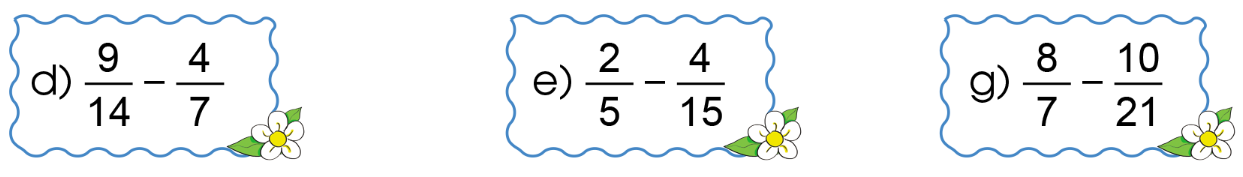 d) 9/14 − 4/7
e) 2/5 − 4/15
g) 8/7 − 10/21